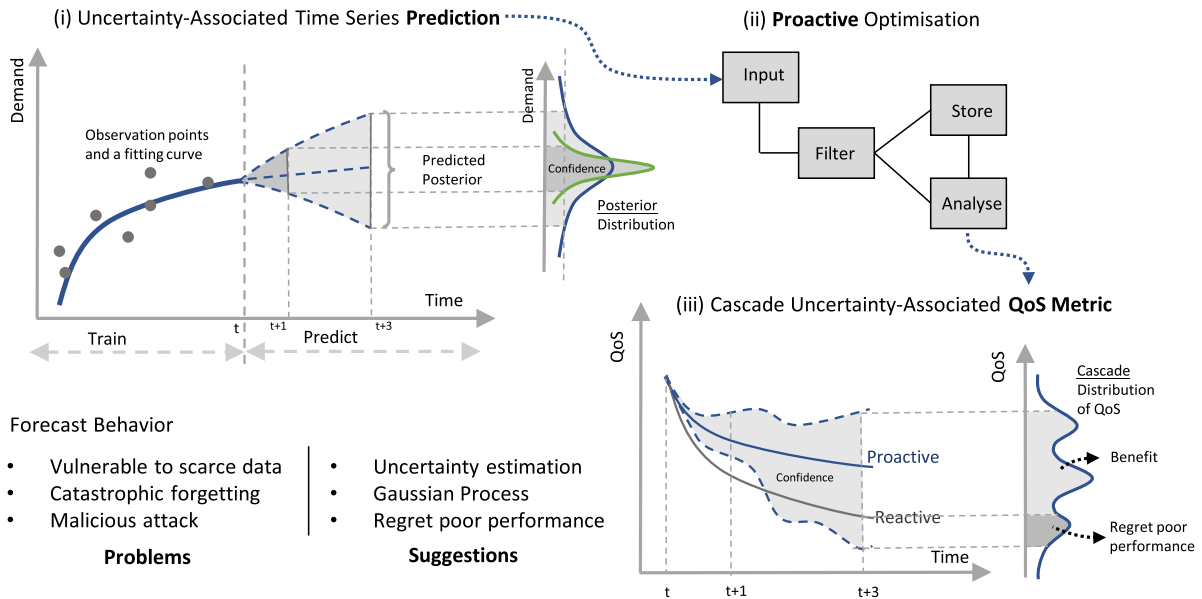 (i) Uncertainty-Associated Time Series Prediction
Demand
Observation points
and a fitting curve
Predicted
Posterior
Time
t
t+1
t+3
Train
Predict
Demand
Confidence
Posterior
Distribution
(ii) Proactive Optimisation
Input
Filter
Store
Analyse
(iii) Cascade Uncertainty-Associated QoS Metric
QoS
Proactive
Confidence
Reactive
Time
t
t+1
t+3
QoS
Cascade
Distribution
of QoS
Benefit
Regret poor
performance
Forecast Behavior
• Vulnerable to scarce data
• Catastrophic forgetting
• Malicious attack
Problems
• Uncertainty estimation
• Gaussian Process
• Regret poor performance
Suggestions